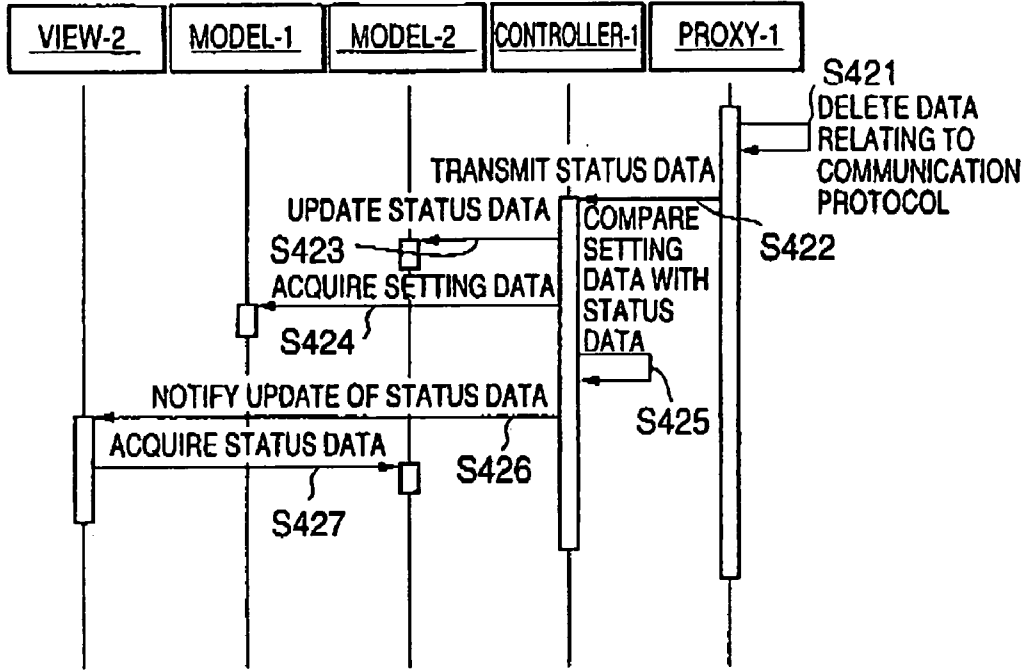 VIEW-2
MODEL-1
MODEL-2
CONTROLLER-1
PROXY-1
S421
DELETE DATA
RELATING TO
COMMUNICATION
PROTOCOL
TRANSMIT STATUS DATA
S422
UPDATE STATUS DATA
S423
COMPARE
SETTING
DATA WITH
STATUS
DATA
ACQUIRE SETTING DATA
S424
S425
NOTIFY UPDATE OF STATUS DATA
S426
ACQUIRE STATUS DATA
S427